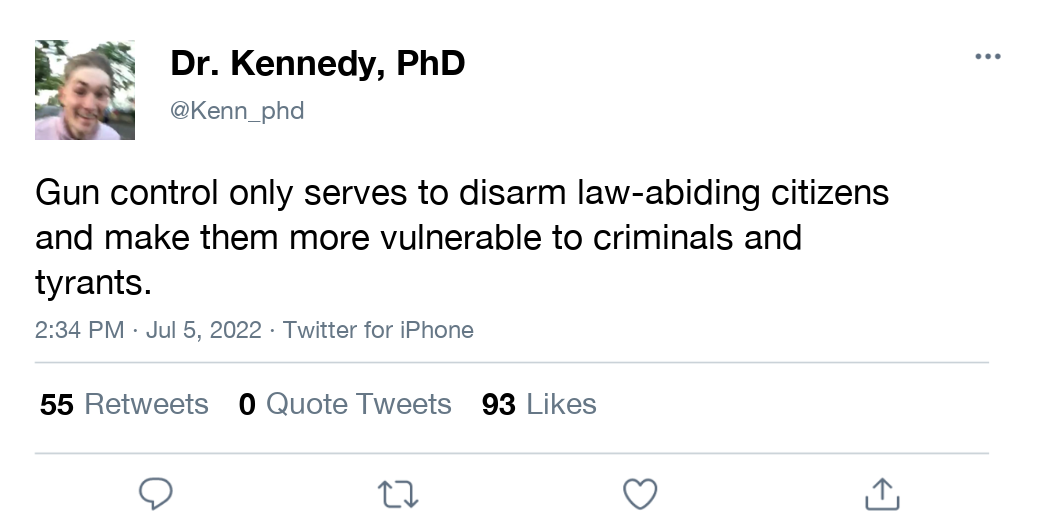 Dr. Kennedy, PhD
@Kenn_phd
Gun control only serves to disarm law-abiding citizens
and make them more vulnerable to criminals and
tyrants.
2:34 PM · Jul 5, 2022 · Twitter for iPhone
55 Retweets 0 Quote Tweets 93 Likes